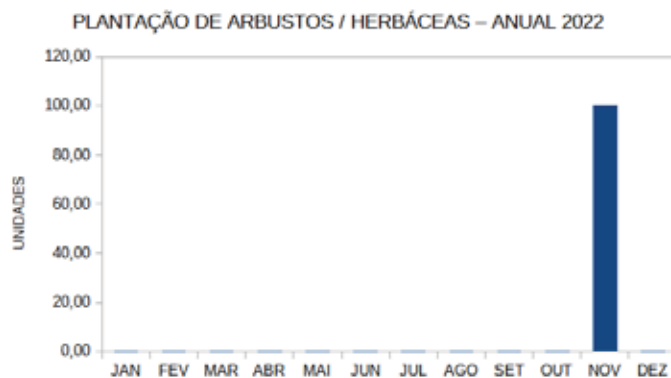 PLANTAÇÃO DE ARBUSTOS / HERBÁCEAS – ANUAL 2022
120,00
100,00
80,00
60,00
40,00
20,00
0,00
UNIDADES
JAN FEV MAR ABR MAI JUN JUL AGO SET OUT NOV DEZ